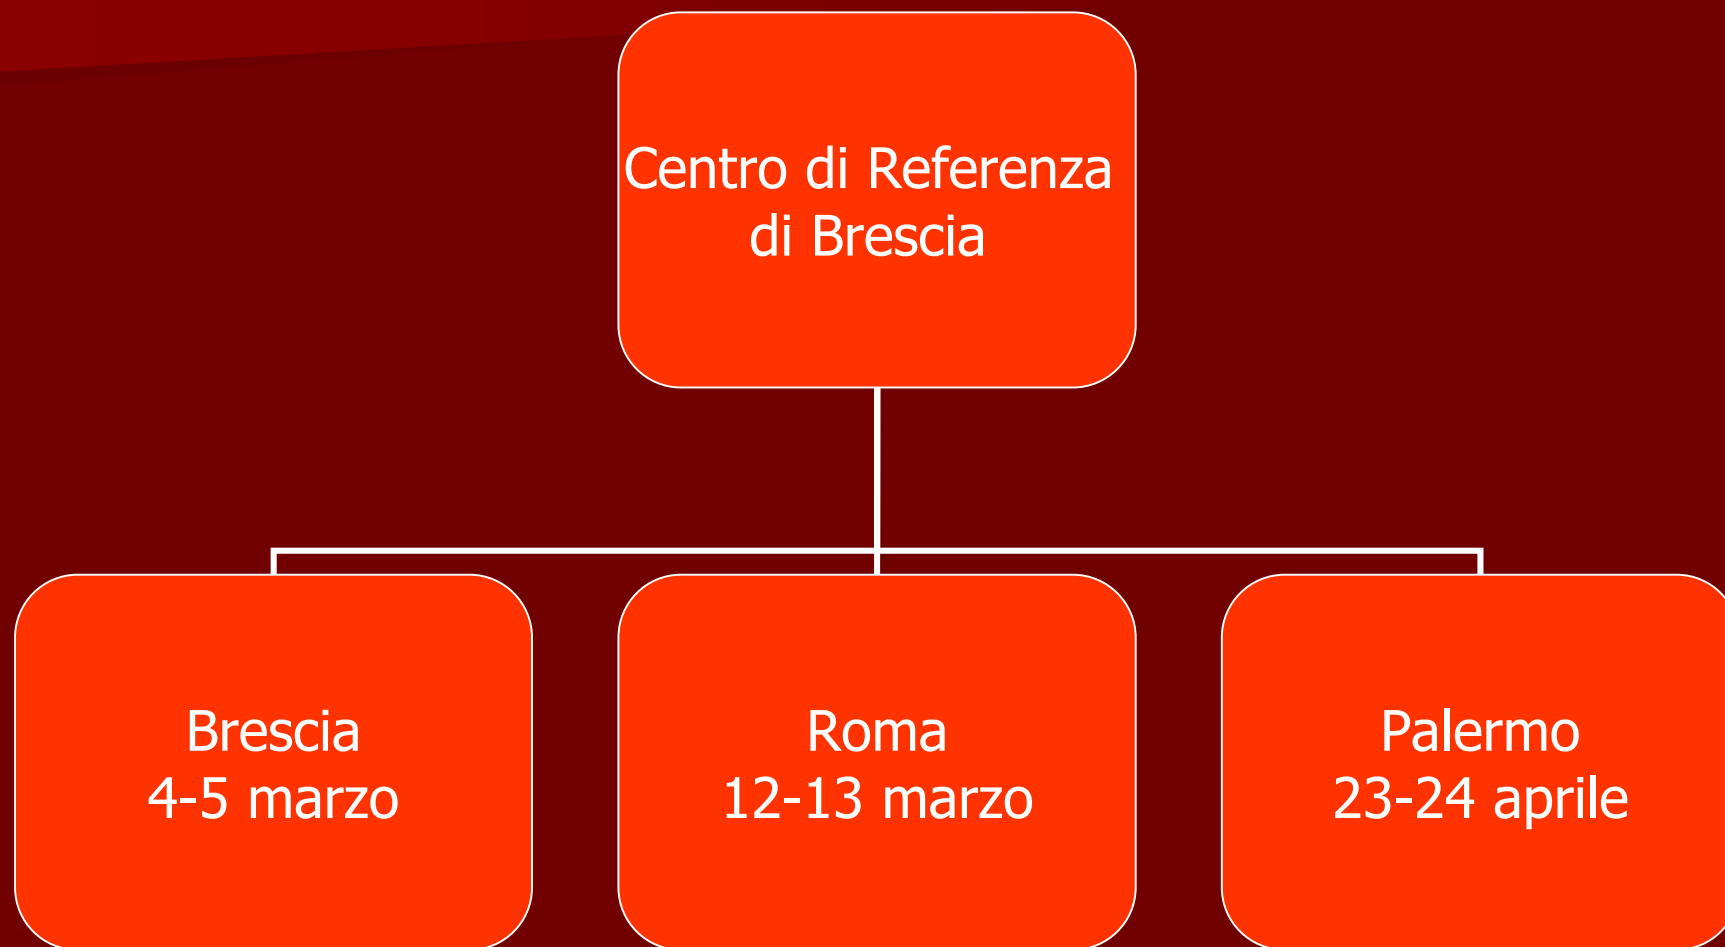 Centro di Referenza
di Brescia
Brescia
4-5 marzo
Roma
12-13 marzo
Palermo
23-24 aprile